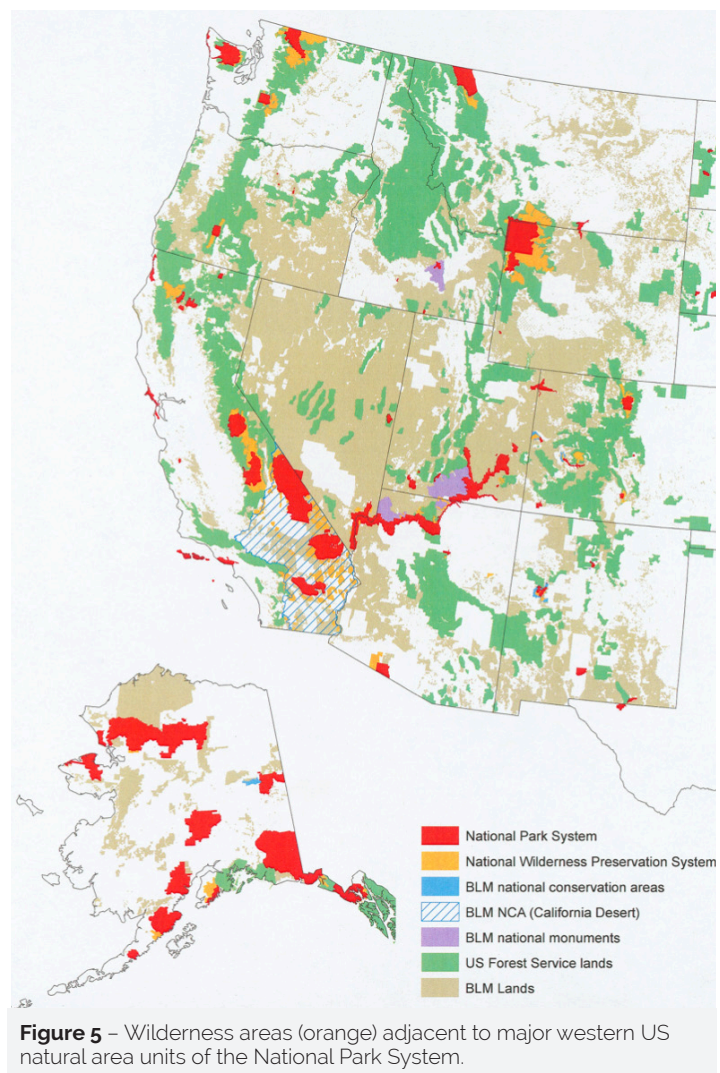 National Park System
National Wilderness Preservation System
BLM national conservation areas
BLM NCA (California Desert)
BLM national monuments
US Forest Service lands
BLM Lands
Figure 5 – Wilderness areas (orange) adjacent to major western US
natural area units of the National Park System.